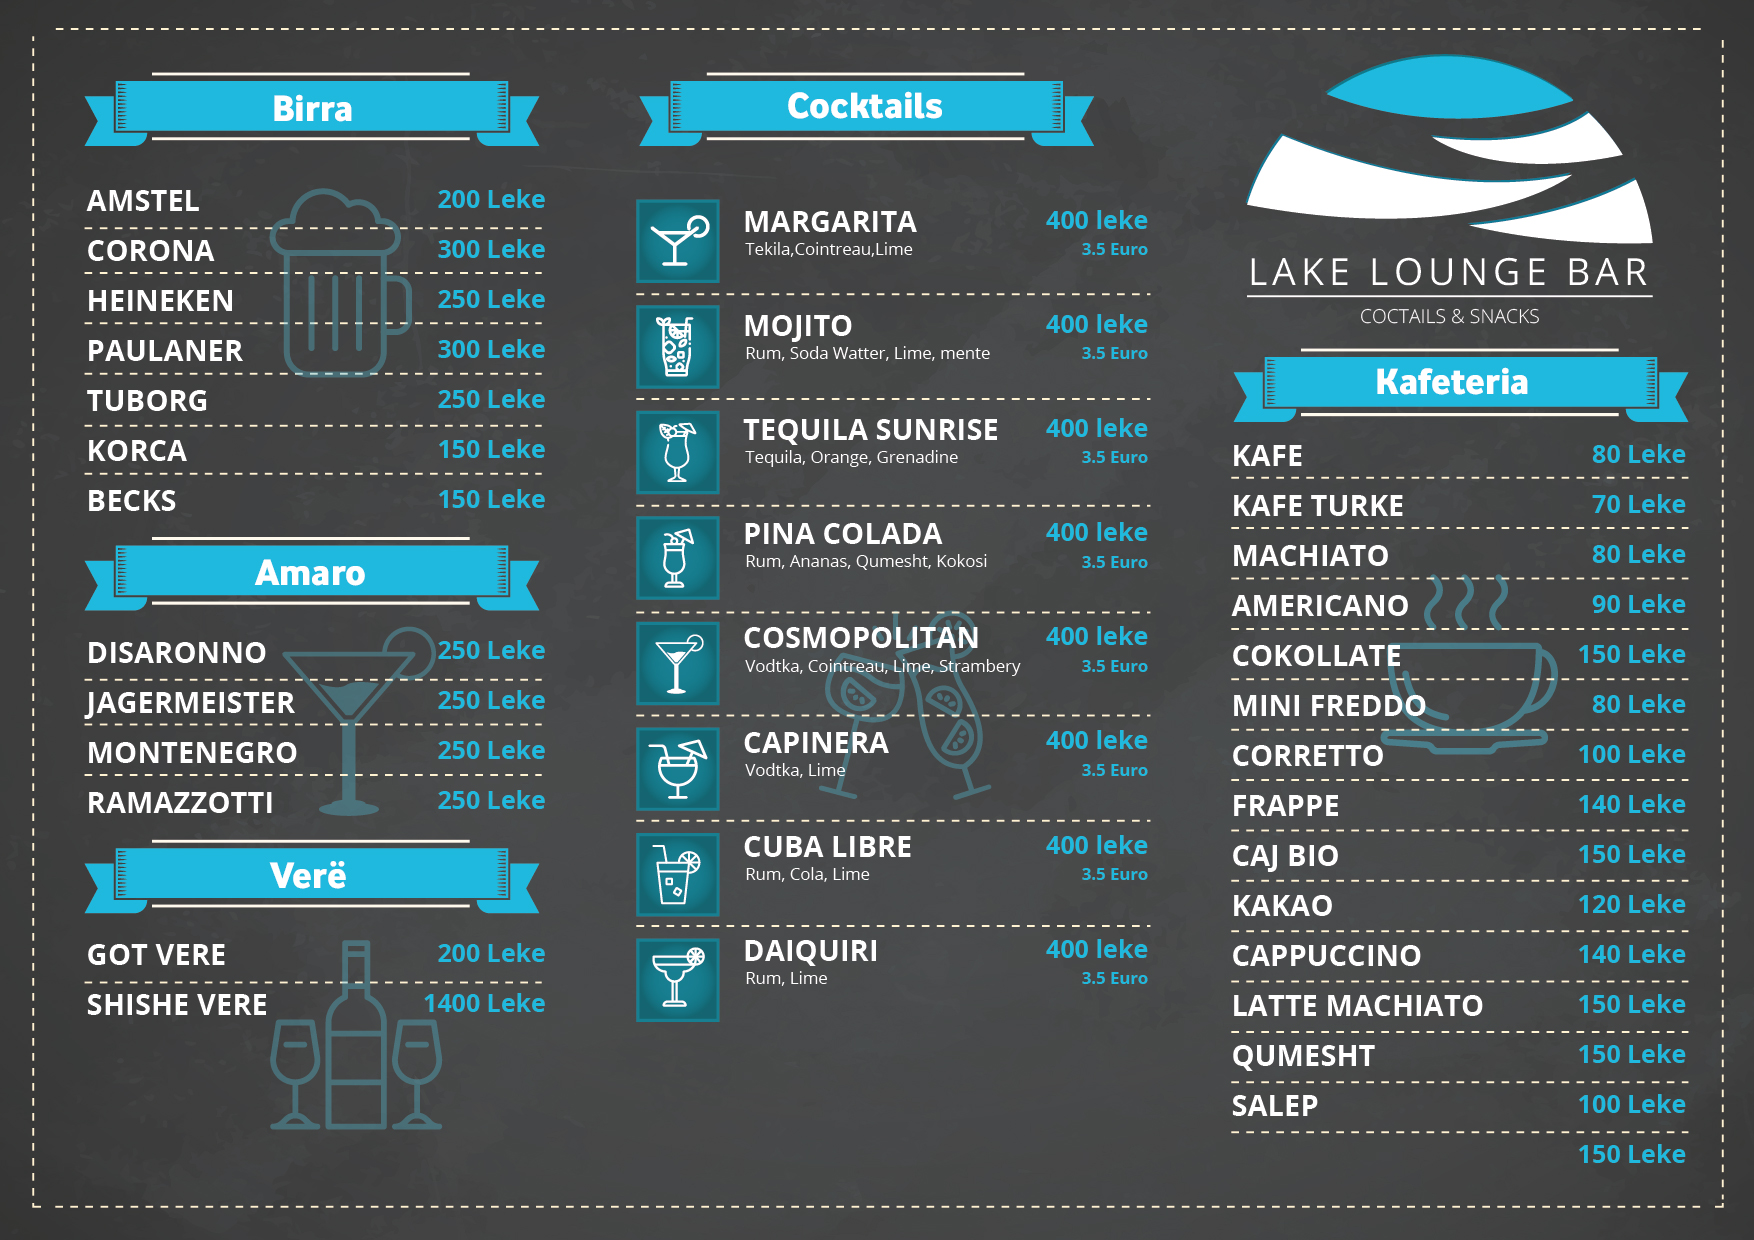 Birra
AMSTEL 200 Leke
CORONA 300 Leke
HEINEKEN 250 Leke
PAULANER 300 Leke
TUBORG 250 Leke
KORCA 150 Leke
BECKS 150 Leke
Amaro
DISARONNO 250 Leke
JAGERMEISTER 250 Leke
MONTENEGRO 250 Leke
RAMAZZOTTI 250 Leke
Verë
GOT VERE 200 Leke
SHISHE VERE 1400 Leke
Cocktails
MARGARITA 400 leke
Tekila,Cointreau,Lime 3.5 Euro
MOJITO 400 leke
Rum, Soda Watter, Lime, mente 3.5 Euro
TEQUILA SUNRISE 400 leke
Tequila, Orange, Grenadine 3.5 Euro
PINA COLADA 400 leke
Rum, Ananas, Qumesht, Kokosi 3.5 Euro
COSMOPOLITAN 400 leke
Vodtka, Cointreau, Lime, Strambery 3.5 Euro
CAPINERA 400 leke
Vodtka, Lime 3.5 Euro
CUBA LIBRE 400 leke
Rum, Cola, Lime 3.5 Euro
DAIQUIRI 400 leke
Rum, Lime 3.5 Euro
LAKE LOUNGE BAR
COCTAILS & SNACKS
Kafeteria
KAFE 80 Leke
KAFE TURKE 70 Leke
MACHIATO 80 Leke
AMERICANO 90 Leke
COKOLLATE 150 Leke
MINI FREDDO 80 Leke
CORRETTO 100 Leke
FRAPPE 140 Leke
CAJ BIO 150 Leke
KAKAO 120 Leke
CAPPUCCINO 140 Leke
LATTE MACHIATO 150 Leke
QUMESHT 150 Leke
SALEP 100 Leke
150 Leke